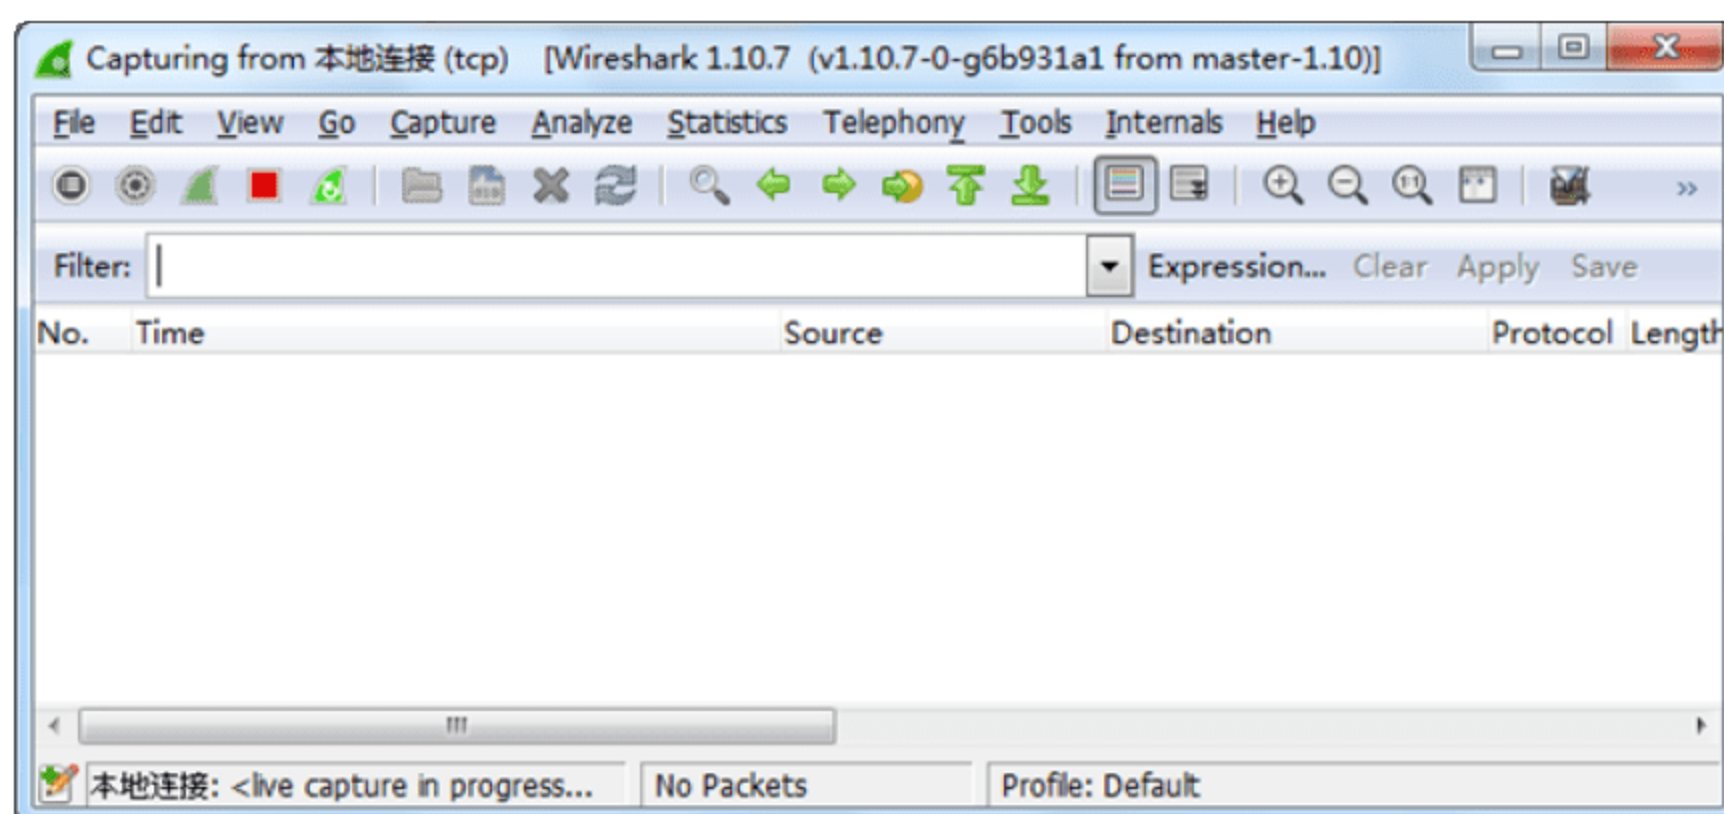 Capturing from 本地连接 (tcp) [Wireshark 1.10.7 (v1.10.7-0-g6b931a1 from master-1.10)]
File Edit View Go Capture Analyze Statistics Telephony Tools Internals Help
Filter: Expression... Clear Apply Save
No. Time Source Destination Protocol Length
本地连接: <live capture in progress... No Packets Profile: Default